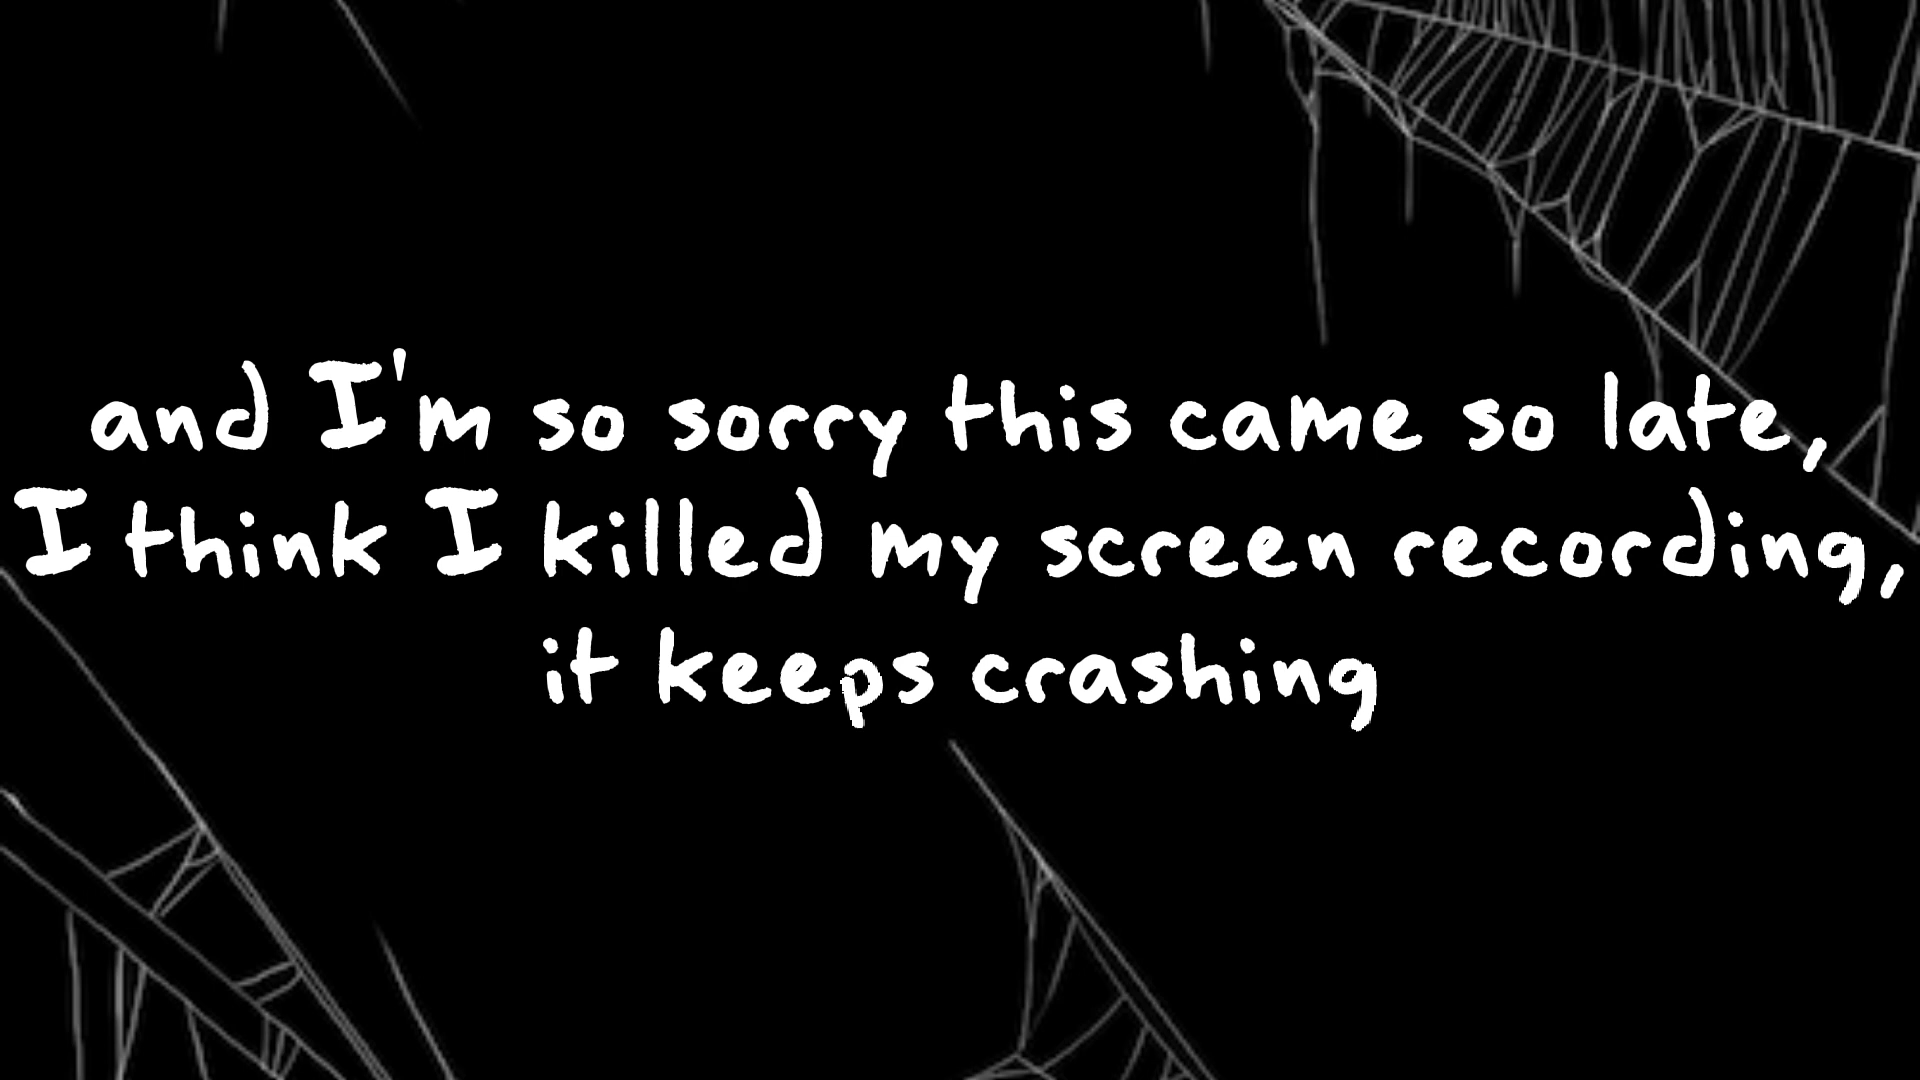 and I'm so sorry this came so late,
I think I killed my screen recording,
it keeps crashing